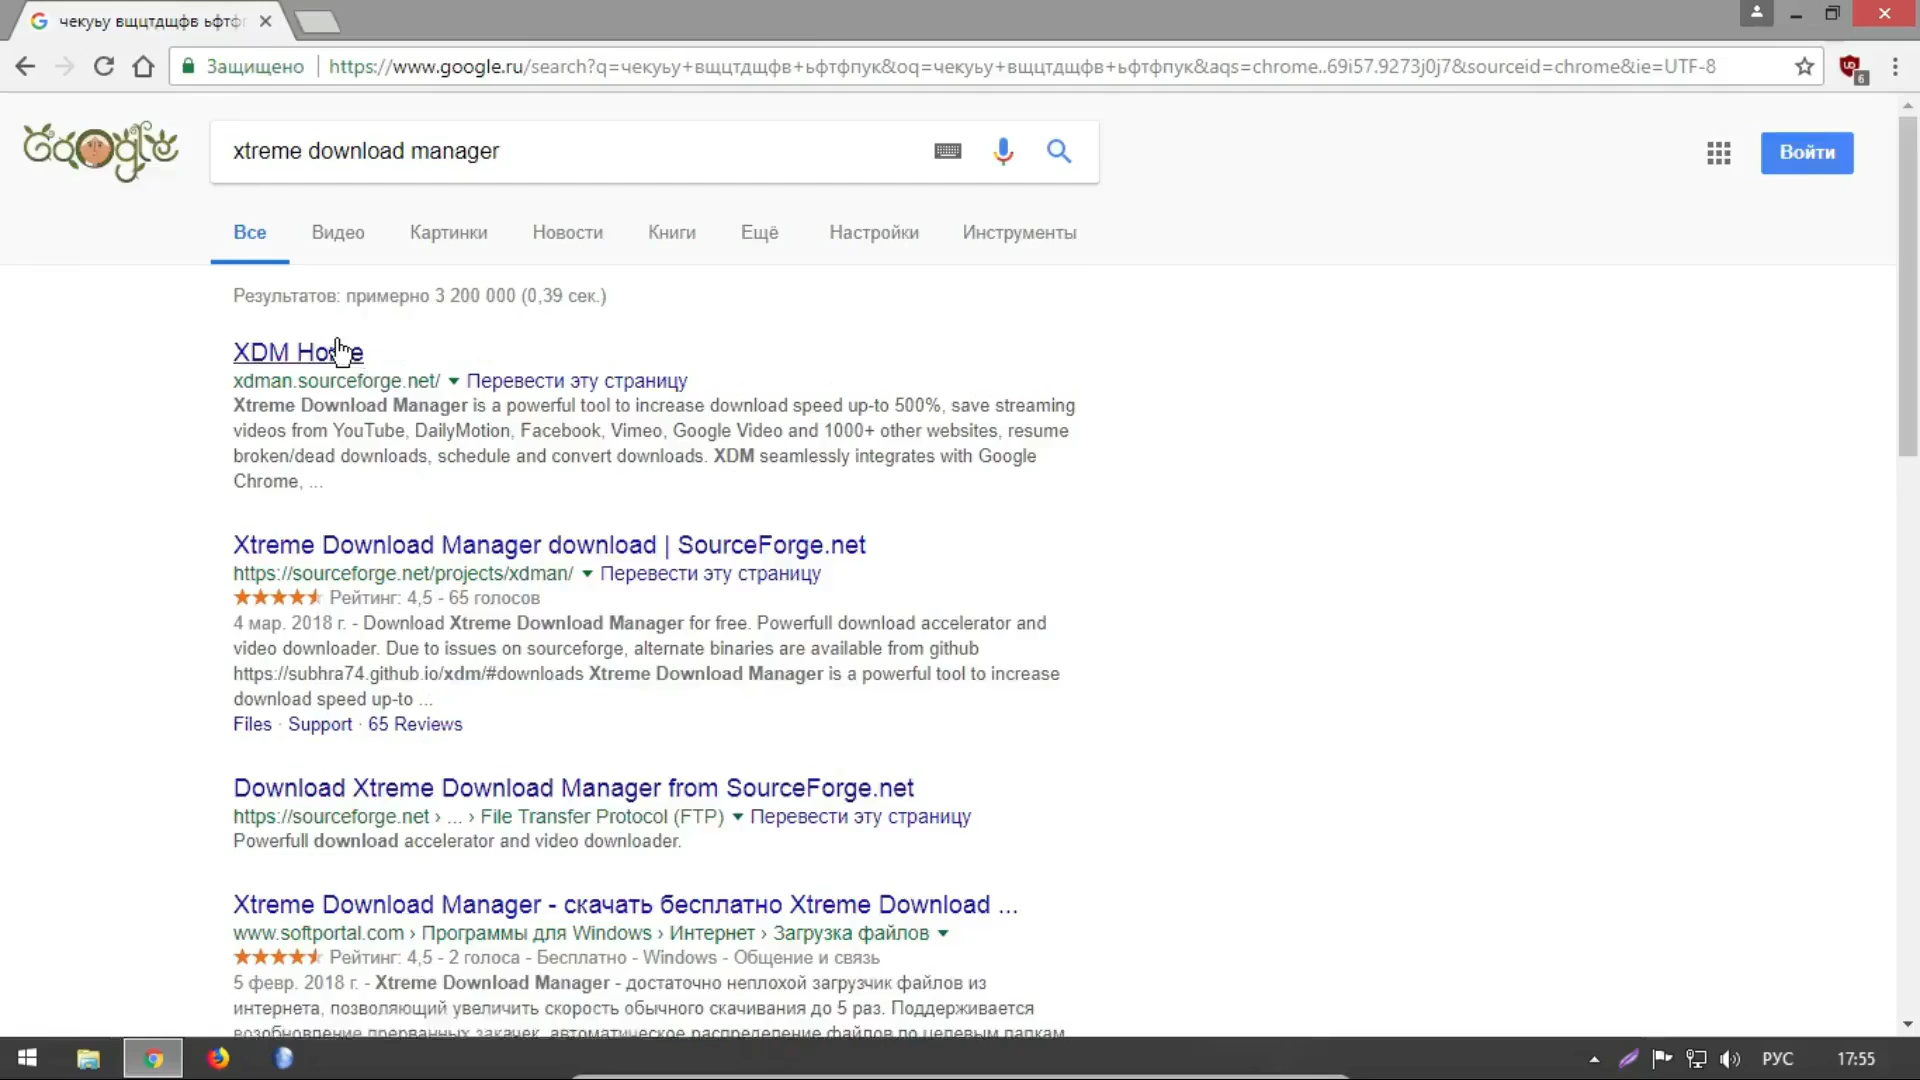 чекуьу вщцтдщфв ьфтф
Защищено
https://www.google.ru/search?q=чекуьу+вщцтдщфв+ьфтфпук&oq=чекуьу+вщцтдщфв+ьфтфпук&aqs=chrome..69i57.9273j0j7&sourceid=chrome&ie=UTF-8
6
Google
xtreme download manager
Войти
Все Видео Картинки Новости Книги Ещё Настройки Инструменты
Результатов: примерно 3 200 000 (0,39 сек.)
XDM Home
xdman.sourceforge.net/ Перевести эту страницу
Xtreme Download Manager is a powerful tool to increase download speed up-to 500%, save streaming
videos from YouTube, DailyMotion, Facebook, Vimeo, Google Video and 1000+ other websites, resume
broken/dead downloads, schedule and convert downloads. XDM seamlessly integrates with Google
Chrome, ...
Xtreme Download Manager download | SourceForge.net
https://sourceforge.net/projects/xdman/ Перевести эту страницу
Рейтинг: 4,5 - 65 голосов
4 мар. 2018 г. - Download Xtreme Download Manager for free. Powerfull download accelerator and
video downloader. Due to issues on sourceforge, alternate binaries are available from github
https://subhra74.github.io/xdm/#downloads Xtreme Download Manager is a powerful tool to increase
download speed up-to ...
Files · Support · 65 Reviews
Download Xtreme Download Manager from SourceForge.net
https://sourceforge.net › ... › File Transfer Protocol (FTP) Перевести эту страницу
Powerfull download accelerator and video downloader.
Xtreme Download Manager - скачать бесплатно Xtreme Download ...
www.softportal.com › Программы для Windows › Интернет › Загрузка файлов
Рейтинг: 4,5 - 2 голоса - Бесплатно - Windows - Общение и связь
5 февр. 2018 г. - Xtreme Download Manager - достаточно неплохой загрузчик файлов из
интернета, позволяющий увеличить скорость обычного скачивания до 5 раз. Поддерживается
возобновление прерванных закачек, автоматическое распределение файлов по целевым папкам
РУС 17:55